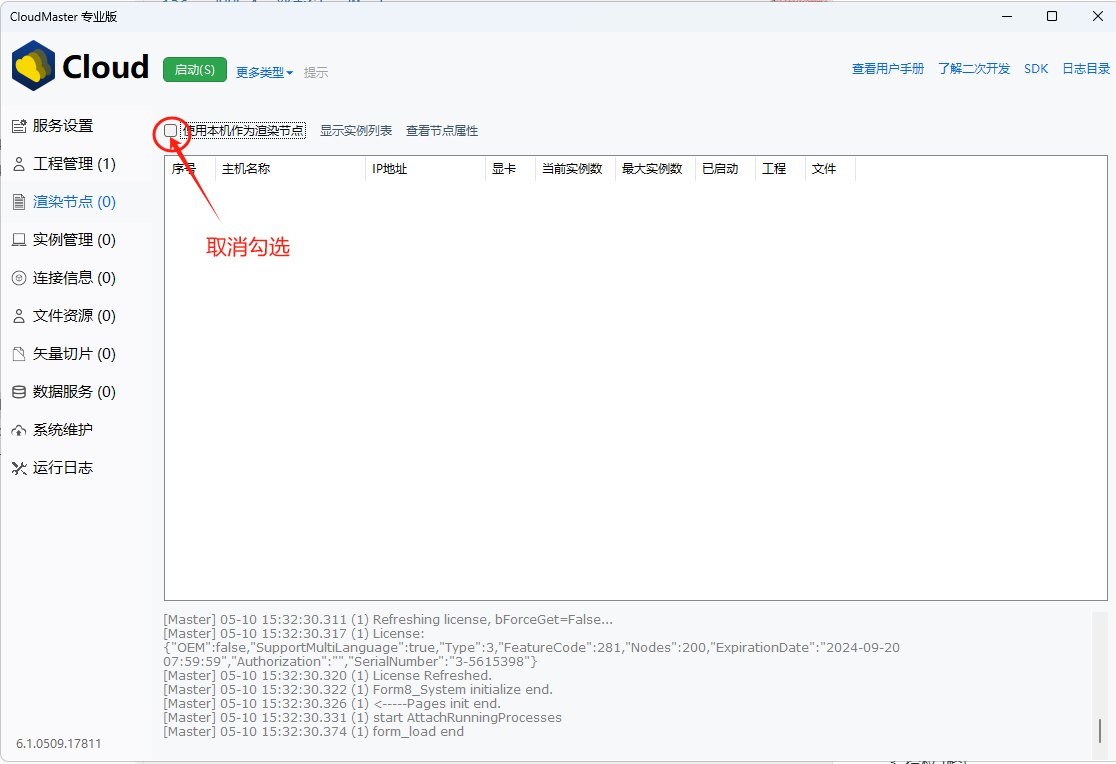 CloudMaster 专业版
Cloud
启动(S) 更多类型 提示
查看用户手册 了解二次开发 SDK 日志目录
服务设置
工程管理 (1)
渲染节点 (0)
实例管理 (0)
连接信息 (0)
文件资源 (0)
矢量切片 (0)
数据服务 (0)
系统维护
运行日志
使用本机作为渲染节点 显示实例列表 查看节点属性
序号 主机名称 IP地址 显卡 当前实例数 最大实例数 已启动 工程 文件
取消勾选
[Master] 05-10 15:32:30.311 (1) Refreshing license, bForceGet=False...
[Master] 05-10 15:32:30.317 (1) License:
{"OEM":false,"SupportMultiLanguage":true,"Type":3,"FeatureCode":281,"Nodes":200,"ExpirationDate":"2024-09-20
07:59:59","Authorization":"","SerialNumber":"3-5615398"}
[Master] 05-10 15:32:30.320 (1) License Refreshed.
[Master] 05-10 15:32:30.322 (1) Form8_System initialize end.
[Master] 05-10 15:32:30.326 (1) <-----Pages init end.
[Master] 05-10 15:32:30.331 (1) start AttachRunningProcesses
[Master] 05-10 15:32:30.374 (1) form_load end
6.1.0509.17811